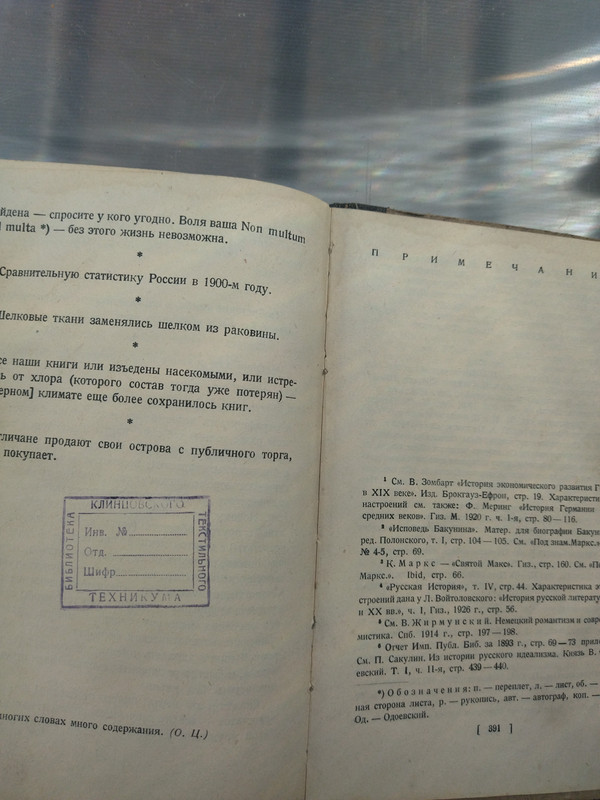 йдена — спросите у кого угодно. Воля ваша Non multum
multa *) — без этого жизнь невозможна.
*
Сравнительную статистику России в 1900-м году.
*
Шелковые ткани заменялись шелком из раковины.
*
се наши книги или изъедены насекомыми, или истре-
ь от хлора (которого состав тогда уже потерян) —
ерном] климате еще более сохранилось книг.
*
гличане продают свои острова с публичного торга,
покупает.
КЛИНЦОВСКОГО
БИБЛИОТЕКА
ТЕКСТИЛЬНОГО
Инв. №
Отд.
Шифр
ТЕХНИКУМА
ногих словах много содержания. (О. Ц.)
ПРИМЕЧАНИ
¹ См. В. Зомбарт «История экономического развития Г
в XIX веке». Изд. Брокгауз-Ефрон, стр. 19. Характеристи
настроений см. также: Ф. Меринг «История Германии
средних веков». Гиз. М. 1920 г. ч. 1-я, стр. 80—116.
² «Исповедь Бакунина». Матер. для биографии Бакун
ред. Полонского, т. I, стр. 104—105. См. «Под знам. Маркс.»
№ 4-5, стр. 69.
³ К. Маркс — «Святой Макс». Гиз., стр. 160. См. «По
Маркс.». Ibid, стр. 66.
⁴ «Русская История», т. IV, стр. 44. Характеристика э
строений дана у Л. Войтоловского: «История русской литерату
и XX вв.», ч. I, Гиз, 1926 г., стр. 56.
⁵ См. В. Жирмунский. Немецкий романтизм и совре
мистика. Спб. 1914 г., стр. 197—198.
⁶ Отчет Имп. Публ. Биб. за 1893 г., стр. 69—73 прило
См. П. Сакулин. Из истории русского идеализма. Князь В.
евский. Т. I, ч. II-я, стр. 439—440.
*) Обозначения: п. — переплет, л. — лист, об. —
ная сторона листа, р. — рукопись, авт. — автограф, коп. —
Од. — Одоевский.
[ 391 ]